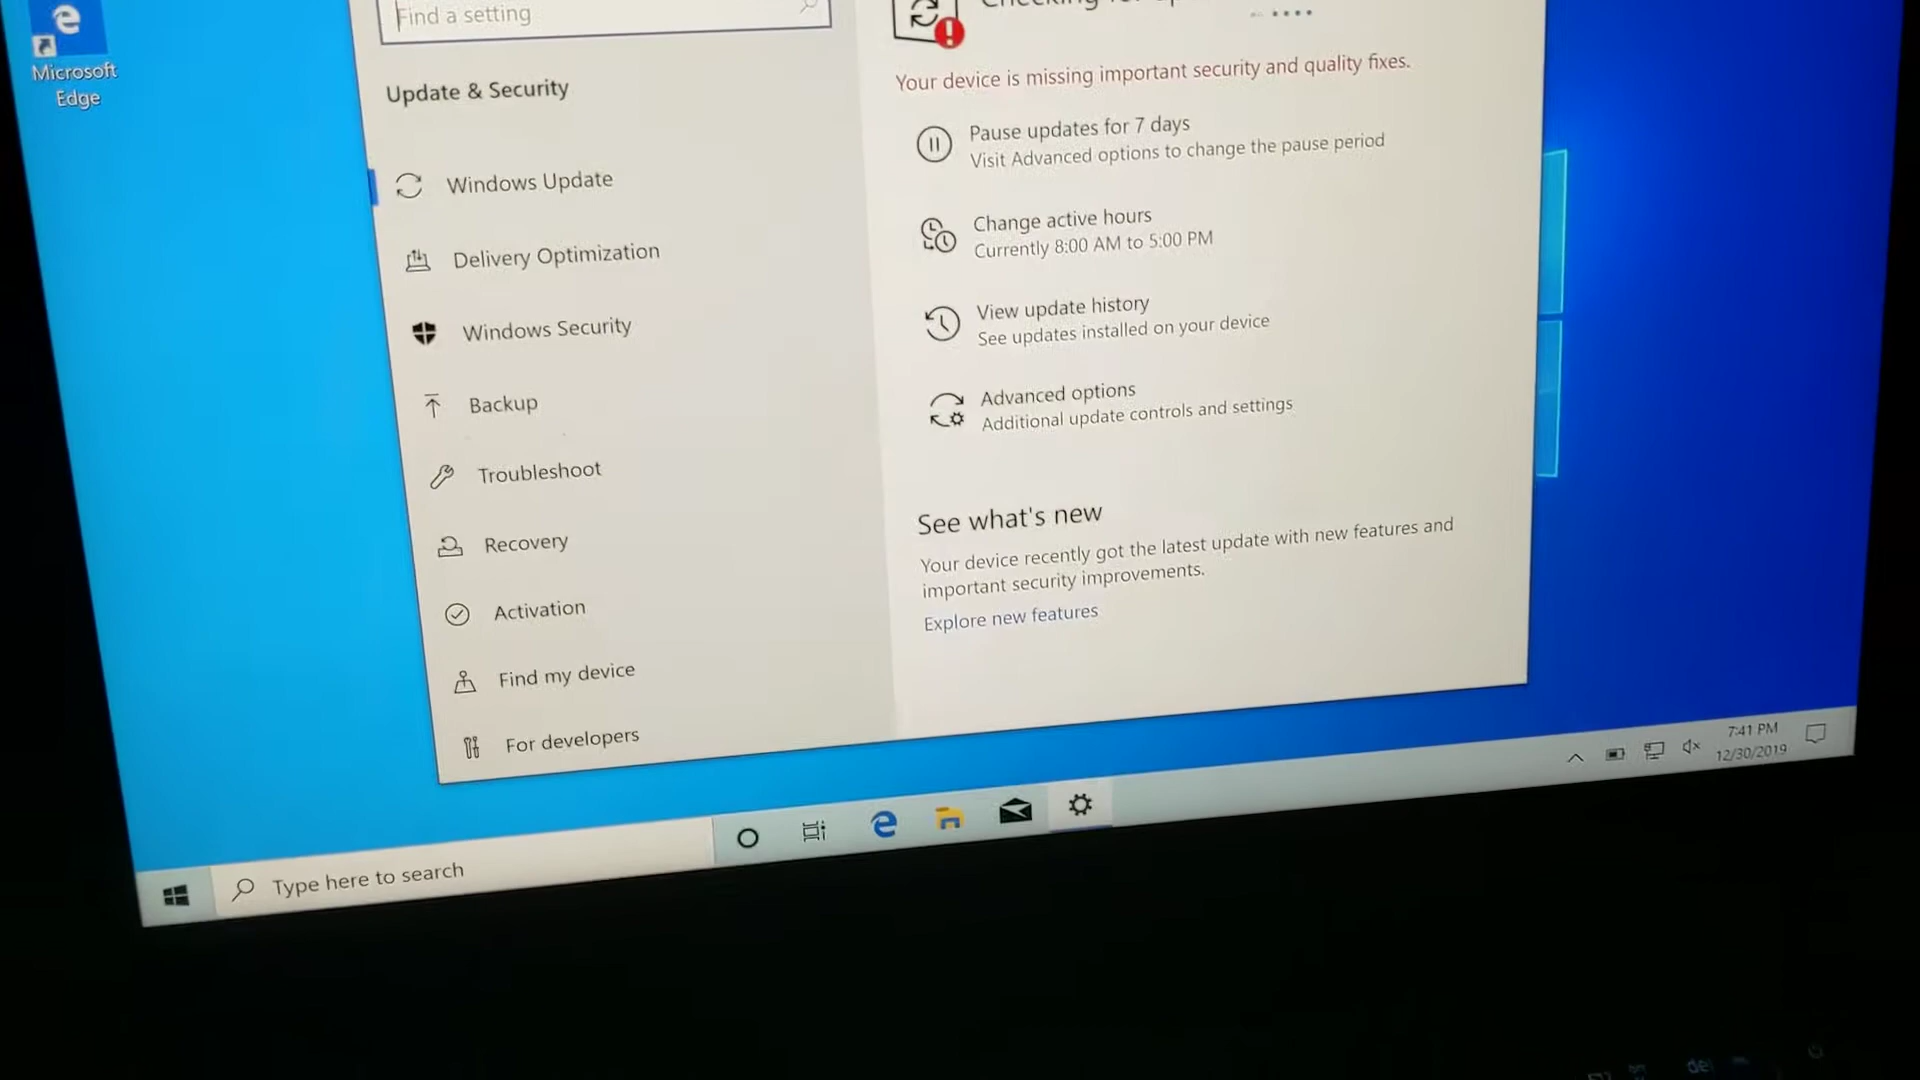 Microsoft
Edge
Find a setting
Update & Security
Windows Update
Delivery Optimization
Windows Security
Backup
Troubleshoot
Recovery
Activation
Find my device
For developers
Your device is missing important security and quality fixes.
Pause updates for 7 days
Visit Advanced options to change the pause period
Change active hours
Currently 8:00 AM to 5:00 PM
View update history
See updates installed on your device
Advanced options
Additional update controls and settings
See what's new
Your device recently got the latest update with new features and
important security improvements.
Explore new features
Type here to search
7:41 PM
12/30/2019
del